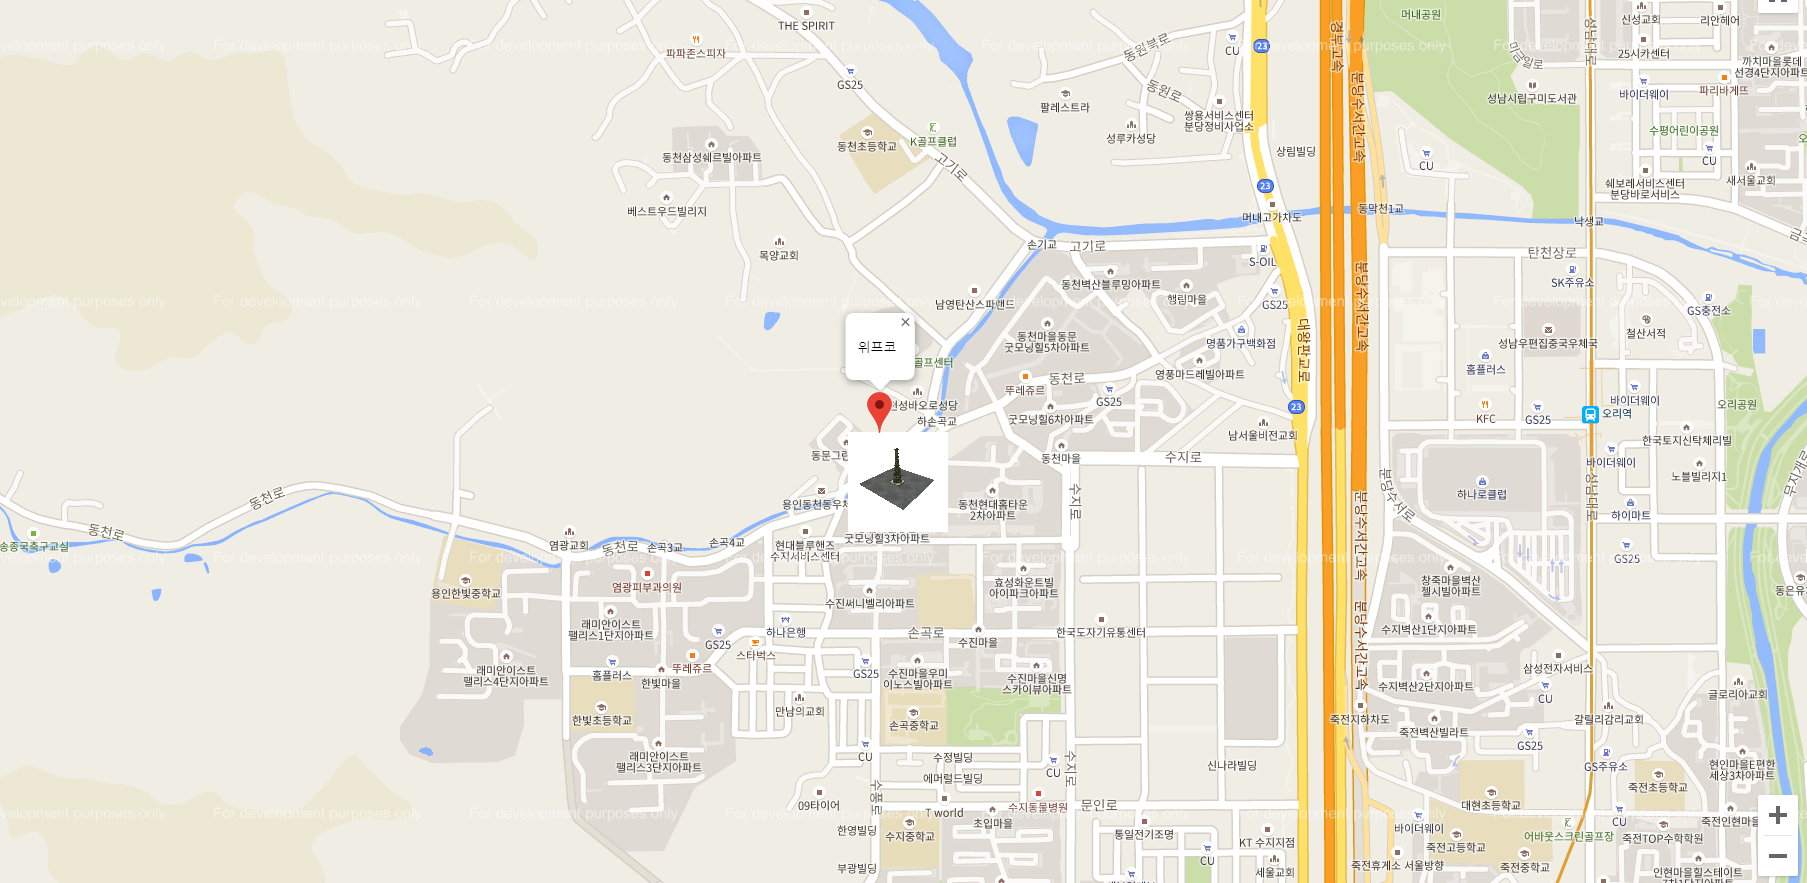 THE SPIRIT
파파존스피자
GS25
동원북로
CU
23
경부고속
분당수서간고속
머내공원
신성교회
리안헤어
25시카센터
성남대로
미금일로
까치마을롯데
선경4단지아파트
바이더웨이
파리바게뜨
성남시립구미도서관
동원로
팔레스트라
성루카성당
쌍용서비스센터
분당정비사업소
상림빌딩
동천초등학교
K골프클럽
고기로
동천삼성쉐르빌아파트
베스트우드빌리지
목양교회
CU
수평어린이공원
CU
쉐보레서비스센터
분당바로서비스
새서울교회
23
머내고가차도
동막천1교
낙생교
손기교
고기로
S-OIL
탄천상로
SK주유소
GS충전소
남영탄산스파랜드
동천벽산블루밍아파트
행림마을
GS25
동천마을동문
굿모닝힐5차아파트
명품가구백화점
대왕판교로
분당수서간고속
성남우편집중국우체국
철산서적
홈플러스
위프코
골프센터
동천로
뚜레쥬르
영풍마드레빌아파트
GS25
굿모닝힐6차아파트
23
KFC
GS25
바이더웨이
오리역
오리공원
성바오로성당
하손곡교
남서울비전교회
한국토지신탁체리빌
동문그린
동천마을
수지로
바이더웨이
노블빌리지1
하나로클럽
분당수서로
성남대로
하이마트
무지개로
용인동천동우체
동천현대홈타운
2차아파트
수지로
분당수서간고속
동천로
동천로
송종국축구교실
염광교회
동천로
손곡3교
손곡4교
현대블루핸즈
수지서비스센터
굿모닝힐3차아파트
GS25
용인한빛중학교
염광피부과의원
효성화운트빌
아이파크아파트
창죽마을벽산
첼시빌아파트
동은유
수진써니벨리아파트
래미안이스트
팰리스1단지아파트
하나은행
손곡로
수진마을
한국도자기유통센터
분당수서간고속
수지벽산1단지아파트
GS25
스타벅스
뚜레쥬르
래미안이스트
팰리스4단지아파트
홈플러스
한빛마을
GS25
수진마을우미
이노스빌아파트
수진마을신명
스카이뷰아파트
삼성전자서비스
수지벽산2단지아파트
CU
글로리아교회
한빛초등학교
만남의교회
손곡중학교
죽전지하차도
갈릴리감리교회
죽전벽산빌라트
GS25
래미안이스트
팰리스3단지아파트
CU
수정빌딩
CU
수지로
신나라빌딩
GS주유소
현인마을E편한
세상3차아파트
에머럴드빌딩
09타이어
수풍로
T world
수지동물병원
문인로
대현초등학교
죽전초등학교
초입마을
한영빌딩
수지중학교
통일전기조명
바이더웨이
CU
어바웃스크린골프장
죽전TOP수학학원
죽전인현마을
KT 수지지점
CU
죽전고등학교
부광빌딩
세울교회
죽전휴게소 서울방향
죽전중학교
인현마을힐스테이트
CU
For development purposes only